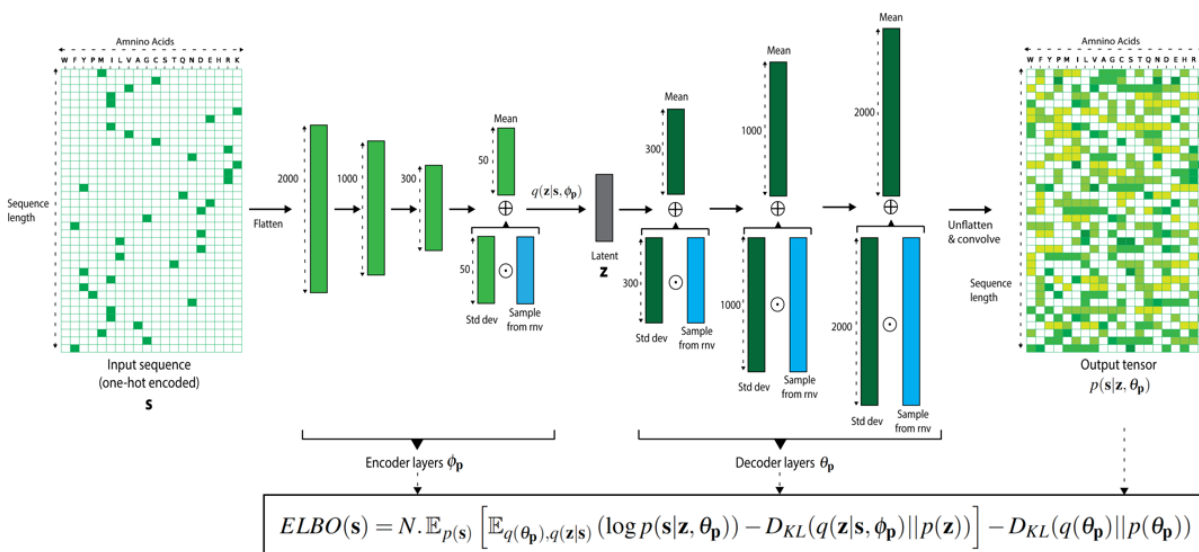 Amnino Acids
W F Y P M I L V A G C S T Q N D E H R K
Sequence
length
Input sequence
(one-hot encoded)
s
Flatten
2000
1000
300
Mean
50
⊕
50
⊙
Std dev
Sample
from rnv
q(z|s, ϕp)
Latent
z
Mean
300
⊕
300
⊙
Std dev
Sample
from rnv
Mean
1000
⊕
1000
⊙
Std dev
Sample
from rnv
Mean
2000
⊕
2000
⊙
Std dev
Sample
from rnv
Unflatten
& convolve
Amnino Acids
W F Y P M I L V A G C S T Q N D E H R
Sequence
length
Output tensor
p(s|z, θp)
Encoder layers ϕp
Decoder layers θp
ELBO(s) = N. 𝔼p(s) [𝔼q(θp),q(z|s) (log p(s|z, θp)) − DKL(q(z|s, ϕp)||p(z))] − DKL(q(θp)||p(θp))